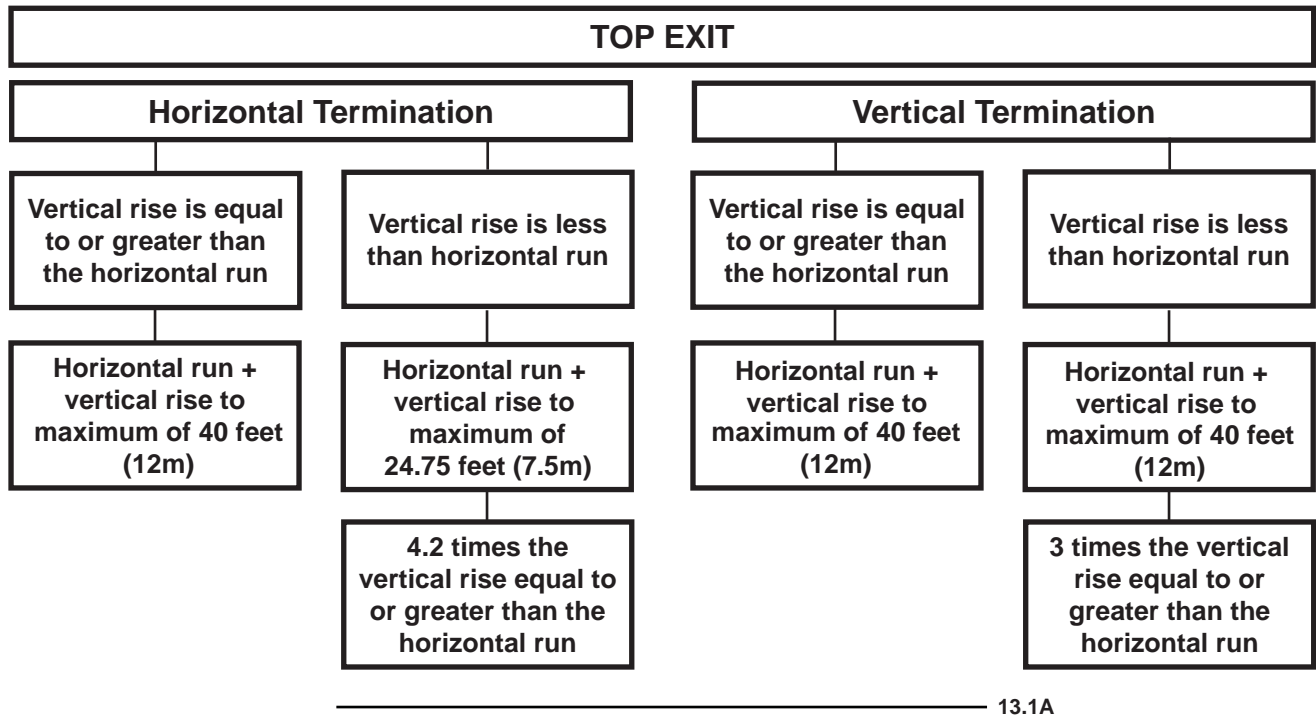 TOP EXIT
Horizontal Termination
Vertical rise is equal
to or greater than
the horizontal run
Horizontal run +
vertical rise to
maximum of 40 feet
(12m)
Vertical rise is less
than horizontal run
Horizontal run +
vertical rise to
maximum of
24.75 feet (7.5m)
4.2 times the
vertical rise equal to
or greater than the
horizontal run
Vertical Termination
Vertical rise is equal
to or greater than
the horizontal run
Horizontal run +
vertical rise to
maximum of 40 feet
(12m)
Vertical rise is less
than horizontal run
Horizontal run +
vertical rise to
maximum of 40 feet
(12m)
3 times the vertical
rise equal to or
greater than the
horizontal run
13.1A